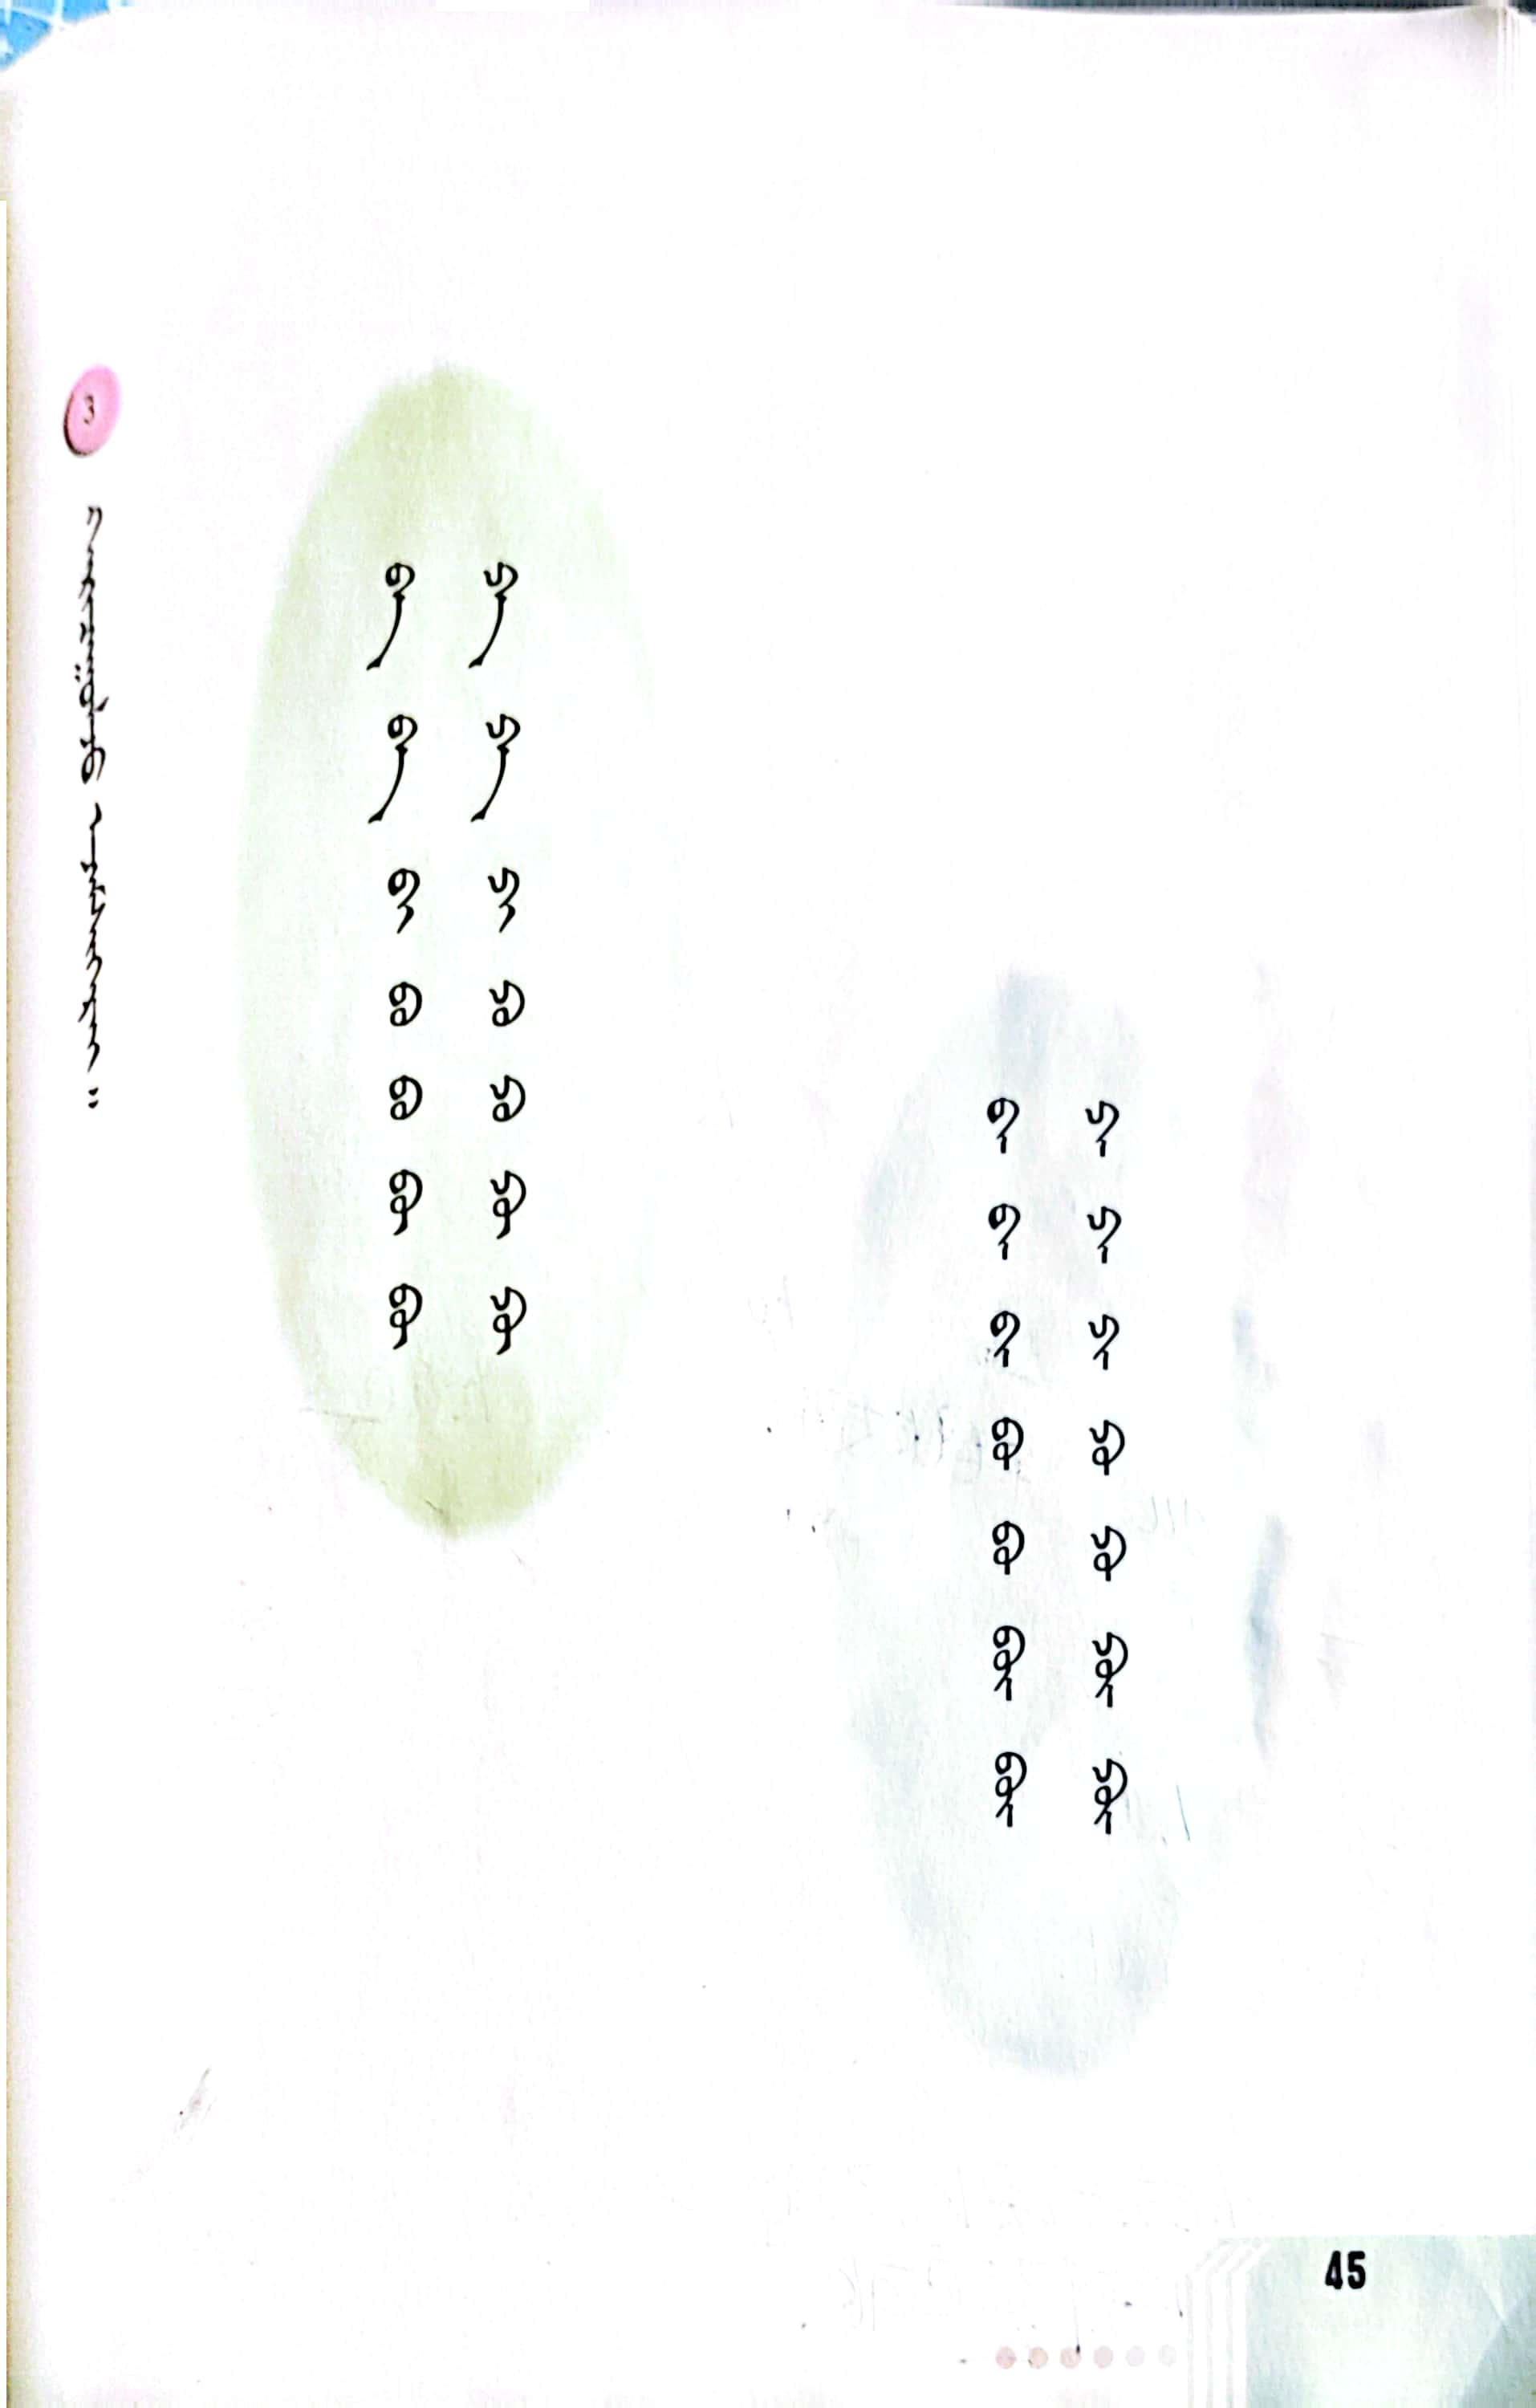 3
ᠪᠠ ᠪᠡ ᠪᠢ ᠪᠣ ᠪᠤ ᠪᠥ ᠪᠦ
ᠫᠠ ᠫᠡ ᠫᠢ ᠫᠣ ᠫᠤ ᠫᠥ ᠫᠦ
ᠪᠠ᠊ ᠪᠡ᠊ ᠪᠢ᠊ ᠪᠣ᠊ ᠪᠤ᠊ ᠪᠥ᠊ ᠪᠦ᠊
ᠫᠠ᠊ ᠫᠡ᠊ ᠫᠢ᠊ ᠫᠣ᠊ ᠫᠤ᠊ ᠫᠥ᠊ ᠫᠦ᠊
45